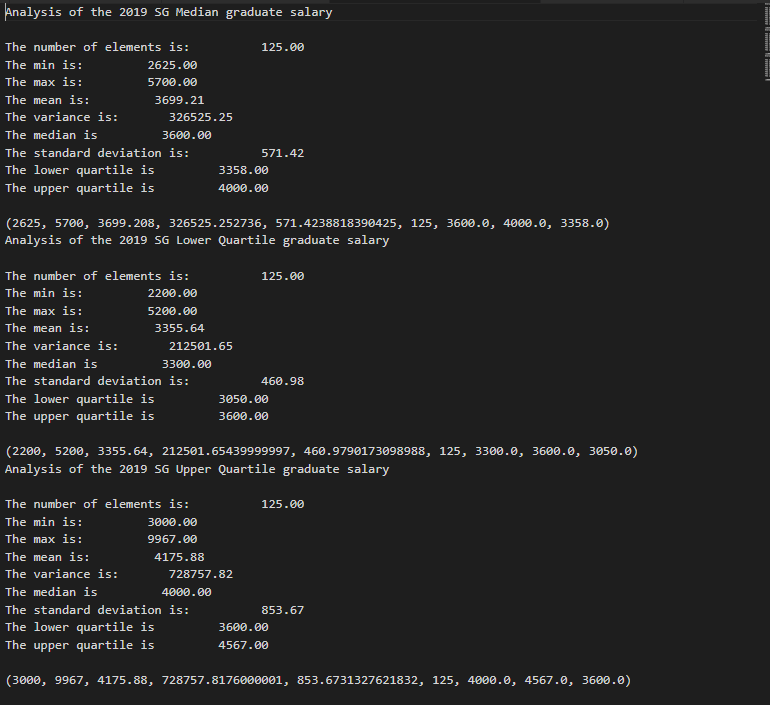 Analysis of the 2019 SG Median graduate salary
The number of elements is: 125.00
The min is: 2625.00
The max is: 5700.00
The mean is: 3699.21
The variance is: 326525.25
The median is 3600.00
The standard deviation is: 571.42
The lower quartile is 3358.00
The upper quartile is 4000.00
(2625, 5700, 3699.208, 326525.252736, 571.4238818390425, 125, 3600.0, 4000.0, 3358.0)
Analysis of the 2019 SG Lower Quartile graduate salary
The number of elements is: 125.00
The min is: 2200.00
The max is: 5200.00
The mean is: 3355.64
The variance is: 212501.65
The median is 3300.00
The standard deviation is: 460.98
The lower quartile is 3050.00
The upper quartile is 3600.00
(2200, 5200, 3355.64, 212501.65439999997, 460.9790173098988, 125, 3300.0, 3600.0, 3050.0)
Analysis of the 2019 SG Upper Quartile graduate salary
The number of elements is: 125.00
The min is: 3000.00
The max is: 9967.00
The mean is: 4175.88
The variance is: 728757.82
The median is 4000.00
The standard deviation is: 853.67
The lower quartile is 3600.00
The upper quartile is 4567.00
(3000, 9967, 4175.88, 728757.8176000001, 853.6731327621832, 125, 4000.0, 4567.0, 3600.0)